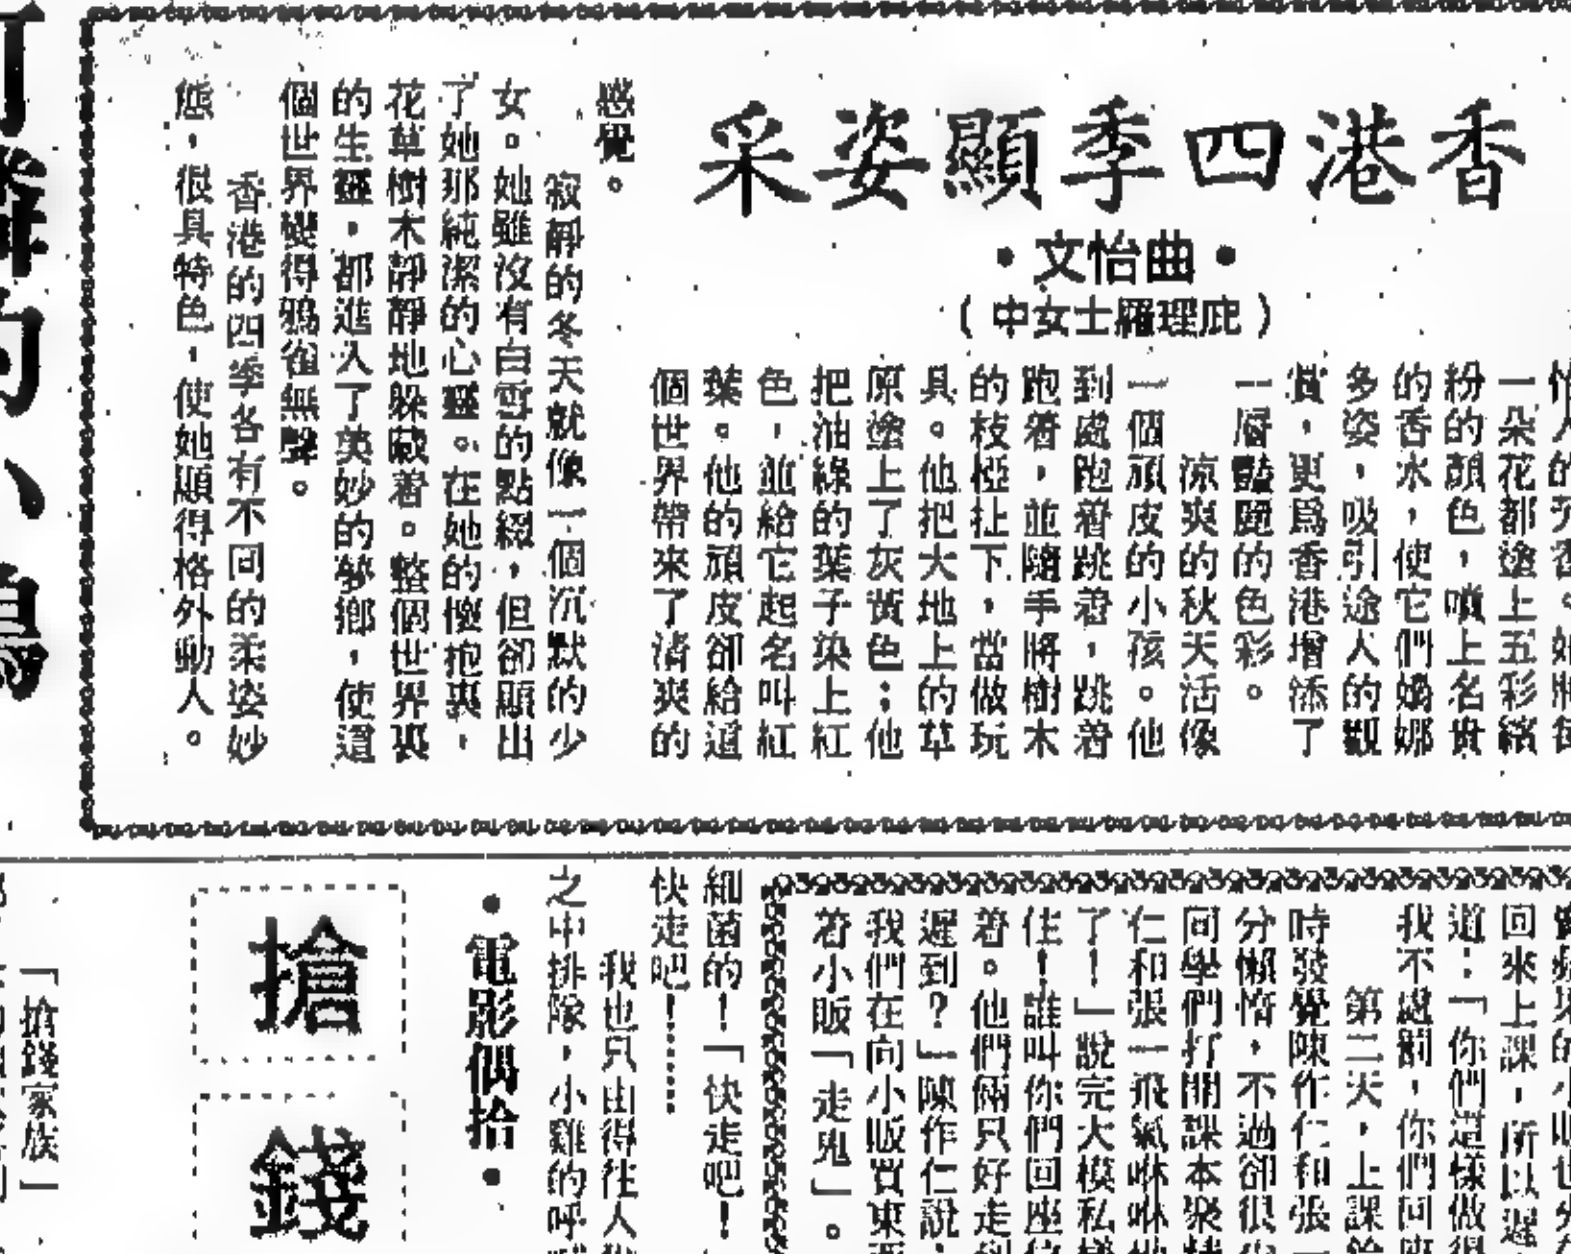 香港四季顯姿采
•曲怡文•
（庇理羅士女中）
一朵花都塗上五彩繽
粉的顏色，噴上名貴
的香水，使它們婀娜
多姿，吸引途人的觀
賞，更爲香港增添了
一層豔麗的色彩。
涼爽的秋天活像
一個頑皮的小孩。他
到處跑着跳着，跳着
跑着，並隨手將樹木
的枝椏扯下，當做玩
具。他把大地上的草
原塗上了灰黃色；他
把油綠的葉子染上紅
色，並給它起名叫紅
葉。他的頑皮卻給這
個世界帶來了清爽的
感覺。
寂靜的冬天就像一個沉默的少
女。她雖沒有白雪的點綴，但卻顯出
了她那純潔的心靈。在她的懷抱裏，
花草樹木靜靜地躲藏着。整個世界裏
的生靈，都進入了美妙的夢鄉，使這
個世界變得鴉雀無聲。
香港的四季各有不同的柔姿妙
態，很具特色，使她顯得格外動人。
回來上課，所以遲
道：「你們這樣做
我不處罰，你們回
第二天，上課
時發覺陳作仁和張
分懶惰，不過卻很
同學們打開課本聚
仁和張一飛氣咻咻地
了！」說完大模私樣
住！誰叫你們回座位
着。他們倆只好走
遲到？」陳作仁說：
我們在向小販買東西
着小販「走鬼」。
細菌的！「快走吧！
快走吧！………
我也只由得往人
之中排隊，小雞的呼
•電影偶拾•
搶
錢
「搶錢家族」